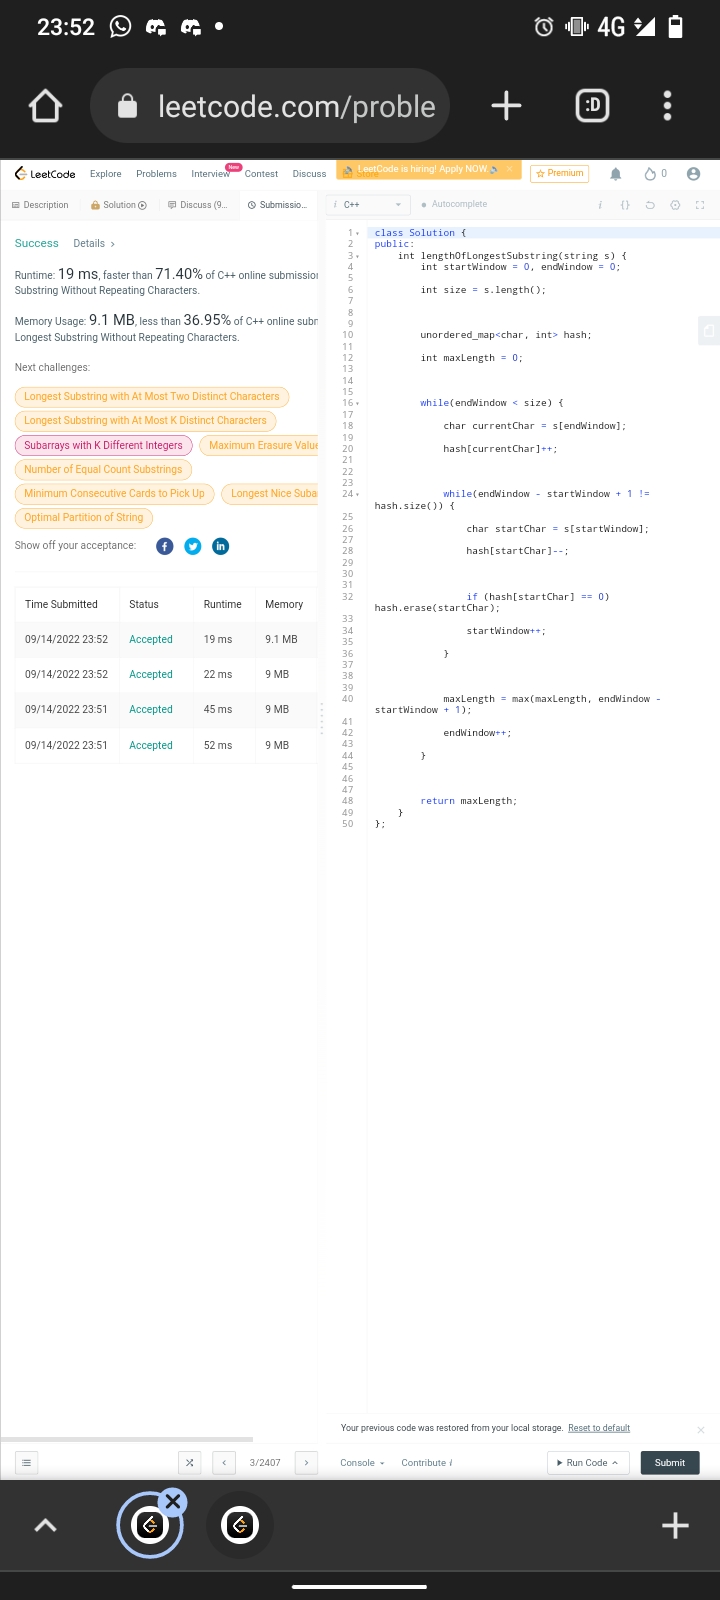 23:52
4G
leetcode.com/proble
:D
LeetCode
Explore
Problems
Interview
New
Contest
Discuss
LeetCode is hiring! Apply NOW.
Premium
0
Description
Solution
Discuss (9...
Submissio...
i
C++
Autocomplete
i
{}
Success
Details
Runtime: 19 ms, faster than 71.40% of C++ online submission
Substring Without Repeating Characters.
Memory Usage: 9.1 MB, less than 36.95% of C++ online subm
Longest Substring Without Repeating Characters.
Next challenges:
Longest Substring with At Most Two Distinct Characters
Longest Substring with At Most K Distinct Characters
Subarrays with K Different Integers
Maximum Erasure Value
Number of Equal Count Substrings
Minimum Consecutive Cards to Pick Up
Longest Nice Suba
Optimal Partition of String
Show off your acceptance:
Time Submitted Status Runtime Memory
09/14/2022 23:52 Accepted 19 ms 9.1 MB
09/14/2022 23:52 Accepted 22 ms 9 MB
09/14/2022 23:51 Accepted 45 ms 9 MB
09/14/2022 23:51 Accepted 52 ms 9 MB
1 class Solution {
2 public:
3 int lengthOfLongestSubstring(string s) {
4 int startWindow = 0, endWindow = 0;
5
6 int size = s.length();
7
8
9
10 unordered_map<char, int> hash;
11
12 int maxLength = 0;
13
14
15
16 while(endWindow < size) {
17
18 char currentChar = s[endWindow];
19
20 hash[currentChar]++;
21
22
23
24 while(endWindow - startWindow + 1 !=
hash.size()) {
25
26 char startChar = s[startWindow];
27
28 hash[startChar]--;
29
30
31
32 if (hash[startChar] == 0)
hash.erase(startChar);
33
34 startWindow++;
35
36 }
37
38
39
40 maxLength = max(maxLength, endWindow -
startWindow + 1);
41
42 endWindow++;
43
44 }
45
46
47
48 return maxLength;
49 }
50 };
Your previous code was restored from your local storage. Reset to default
3/2407
Console
Contribute i
Run Code
Submit